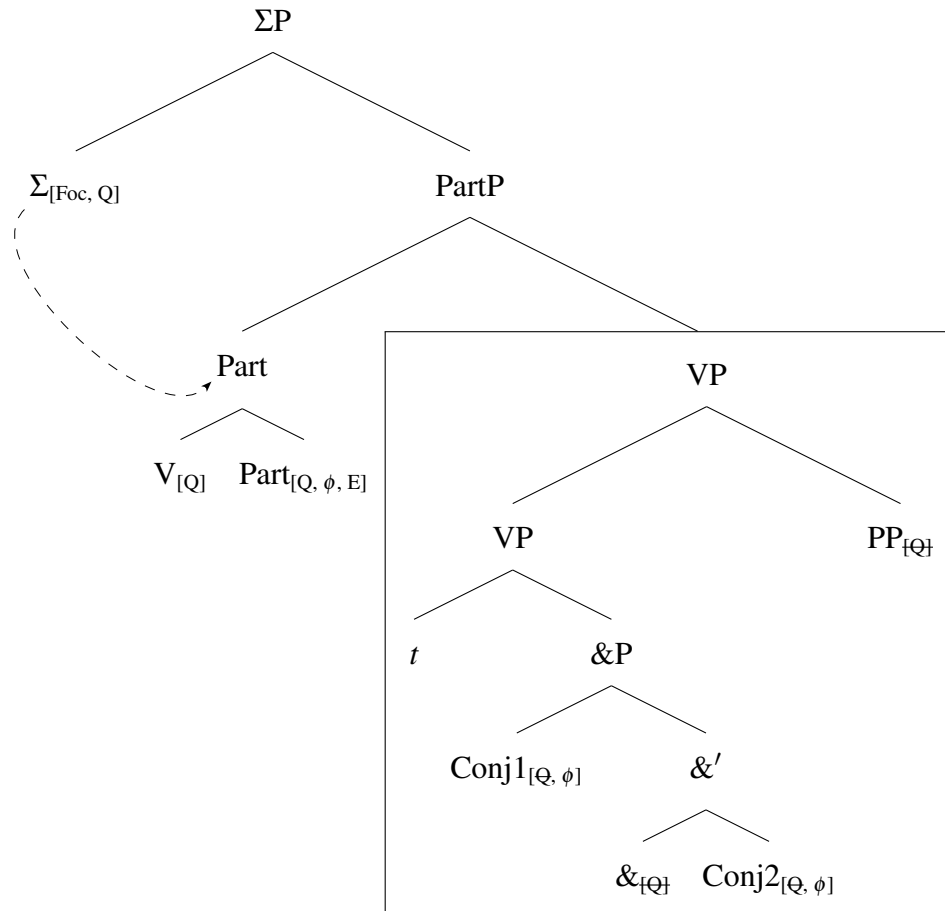 ΣP
Σ[Foc, Q] PartP
Part VP
V[Q] Part[Q, ϕ, E]
VP PP[Q]
t &P
Conj1[Q, ϕ] &′
&[Q] Conj2[Q, ϕ]